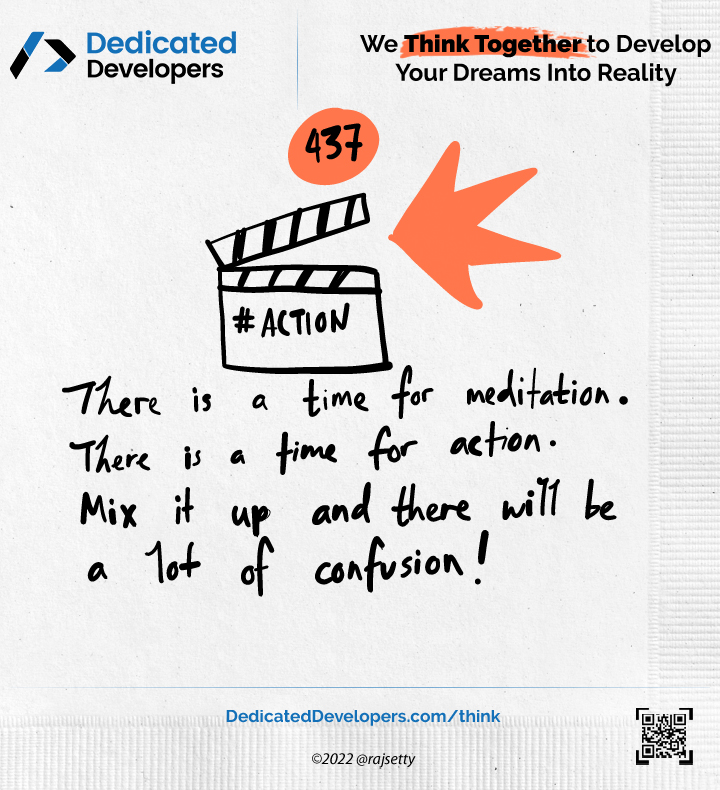 Dedicated
Developers
We Think Together to Develop
Your Dreams Into Reality
437
#ACTION
There is a time for meditation.
There is a time for action.
Mix it up and there will be
a lot of confusion!
DedicatedDevelopers.com/think
©2022 @rajsetty